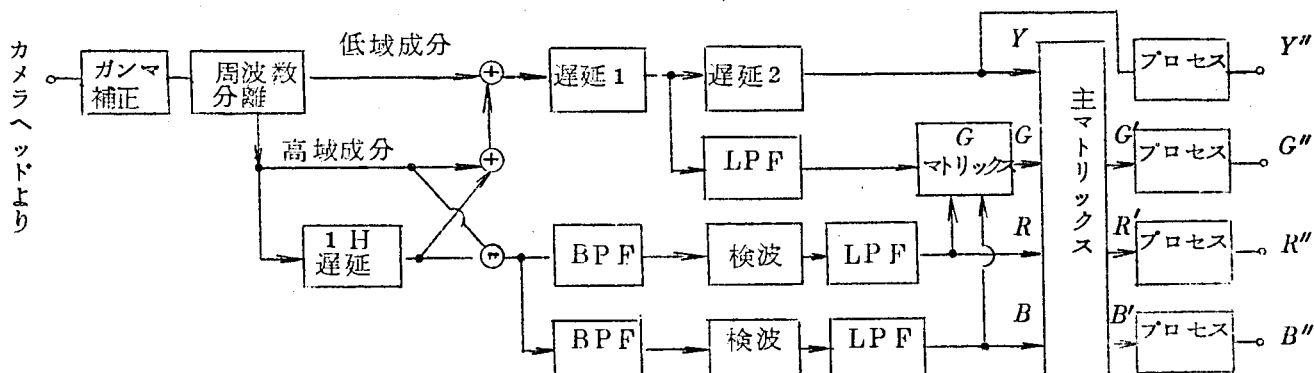 カメラヘッドより
ガンマ
補正
周波数
分離
低域成分
高域成分
1H
遅延
+
+
遅延1
遅延2
LPF
BPF
検波
LPF
BPF
検波
LPF
G
マトリックス
Y
G
R
B
主マトリックス
G'
R'
B'
プロセス
プロセス
プロセス
プロセス
Y"
G"
R"
B"